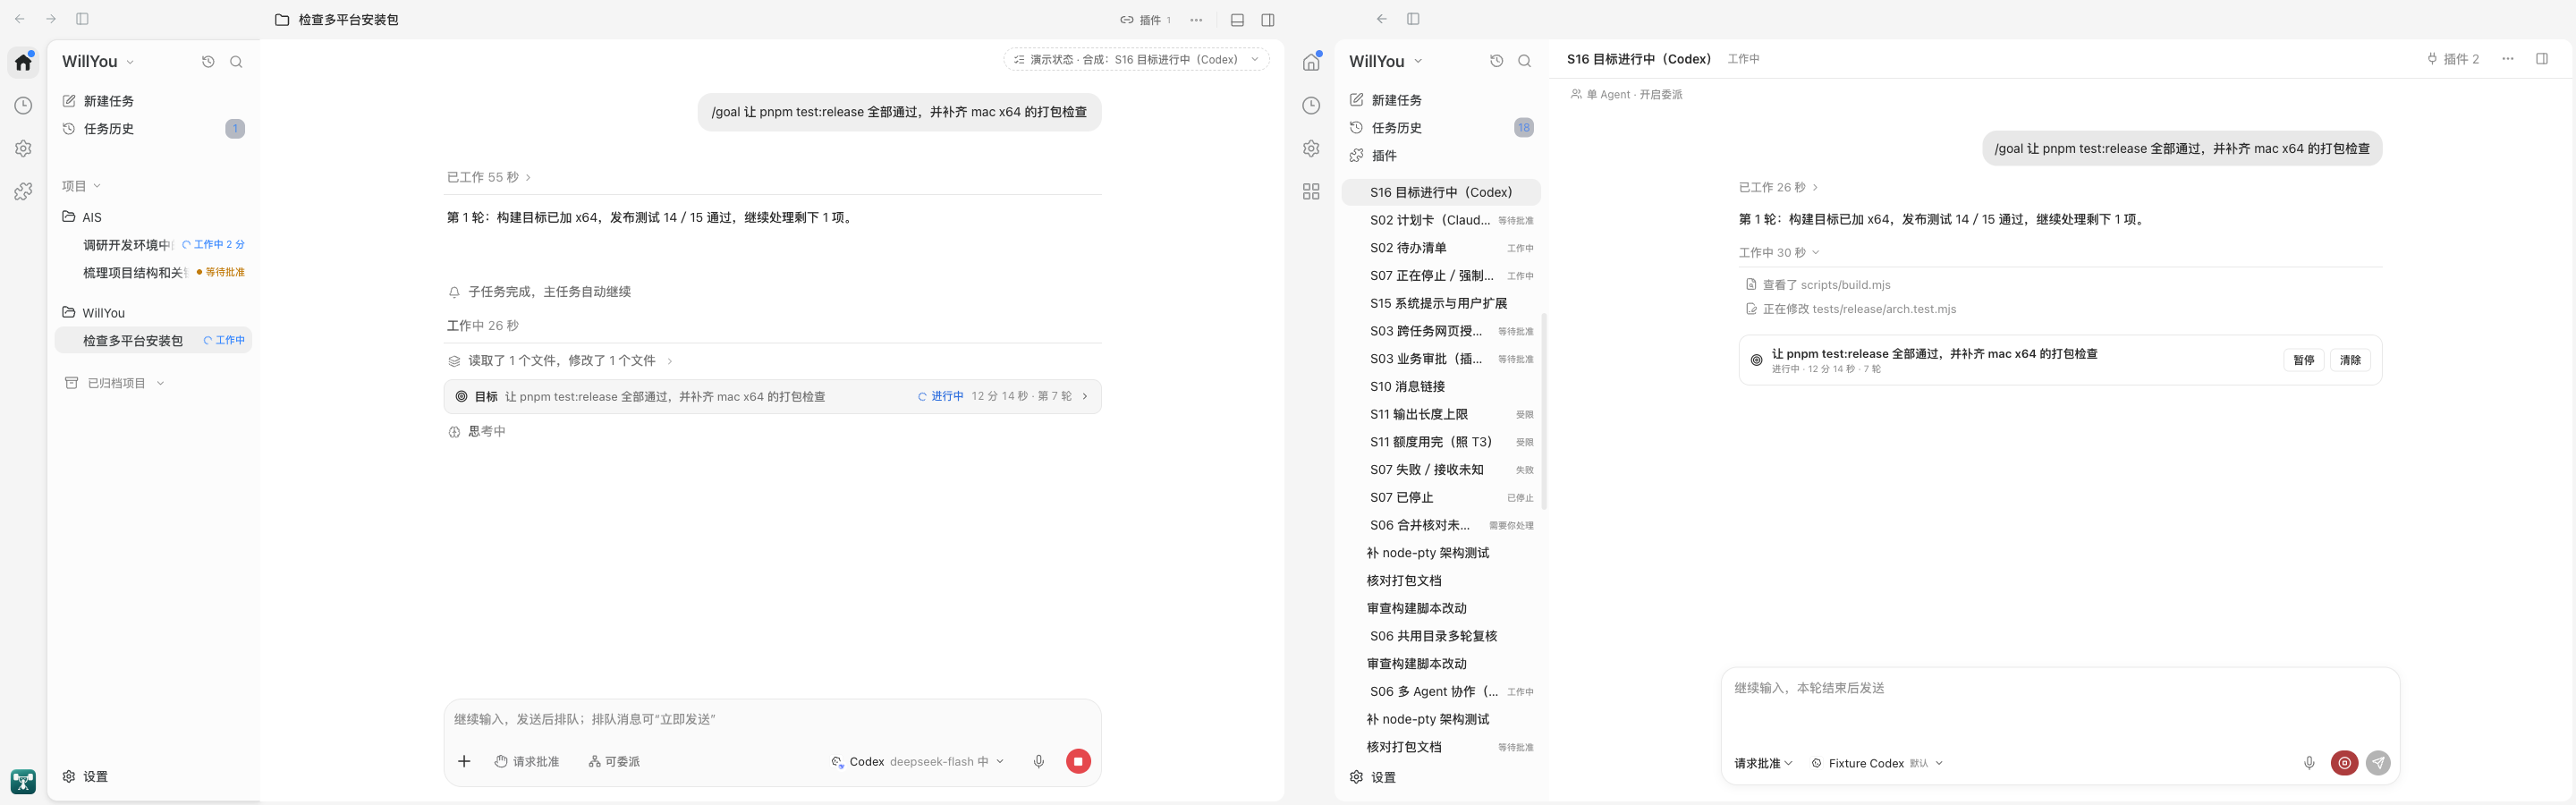 检查多平台安装包
插件 1
WillYou
新建任务
任务历史
1
项目
AIS
调研开发环境中
工作中 2 分
梳理项目结构和关
等待批准
WillYou
检查多平台安装包
工作中
已归档项目
设置
演示状态 · 合成：S16 目标进行中（Codex）
/goal 让 pnpm test:release 全部通过，并补齐 mac x64 的打包检查
已工作 55 秒
第 1 轮：构建目标已加 x64，发布测试 14 / 15 通过，继续处理剩下 1 项。
子任务完成，主任务自动继续
工作中 26 秒
读取了 1 个文件，修改了 1 个文件
目标 让 pnpm test:release 全部通过，并补齐 mac x64 的打包检查
进行中 12 分 14 秒 · 第 7 轮
思考中
继续输入，发送后排队；排队消息可“立即发送”
请求批准
可委派
Codex deepseek-flash 中
WillYou
新建任务
任务历史
18
插件
S16 目标进行中（Codex）
S02 计划卡（Claud... 等待批准
S02 待办清单 工作中
S07 正在停止 / 强制... 工作中
S15 系统提示与用户扩展
S03 跨任务网页授... 等待批准
S03 业务审批（插... 等待批准
S10 消息链接
S11 输出长度上限 受限
S11 额度用完（照 T3） 受限
S07 失败 / 接收未知 失败
S07 已停止 已停止
S06 合并核对未... 需要你处理
补 node-pty 架构测试
核对打包文档
审查构建脚本改动
S06 共用目录多轮复核
审查构建脚本改动
S06 多 Agent 协作（... 工作中
补 node-pty 架构测试
核对打包文档 等待批准
设置
S16 目标进行中（Codex） 工作中
插件 2
单 Agent · 开启委派
/goal 让 pnpm test:release 全部通过，并补齐 mac x64 的打包检查
已工作 26 秒
第 1 轮：构建目标已加 x64，发布测试 14 / 15 通过，继续处理剩下 1 项。
工作中 30 秒
查看了 scripts/build.mjs
正在修改 tests/release/arch.test.mjs
让 pnpm test:release 全部通过，并补齐 mac x64 的打包检查
进行中 · 12 分 14 秒 · 7 轮
暂停
清除
继续输入，本轮结束后发送
请求批准
Fixture Codex 默认